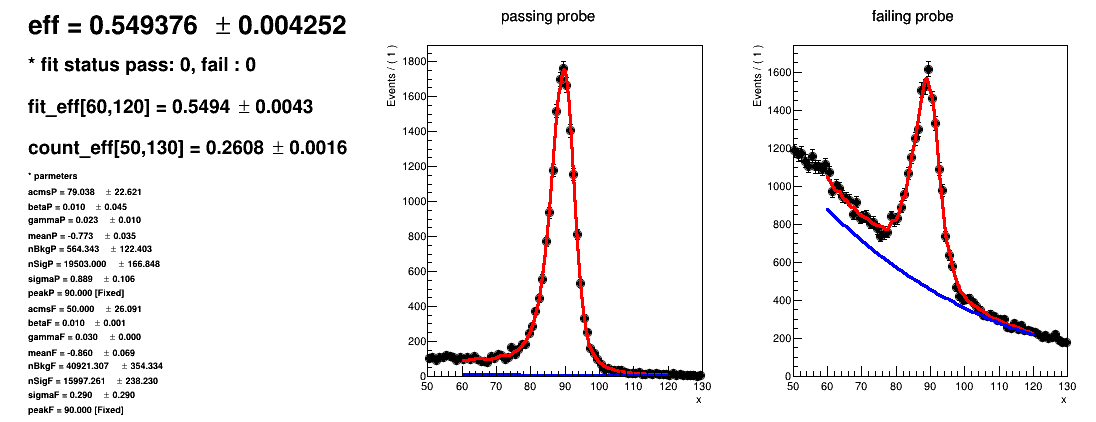 eff = 0.549376 ± 0.004252
* fit status pass: 0, fail : 0
fit_eff[60,120] = 0.5494 ± 0.0043
count_eff[50,130] = 0.2608 ± 0.0016
* parmeters
acmsP = 79.038 ± 22.621
betaP = 0.010 ± 0.045
gammaP = 0.023 ± 0.010
meanP = -0.773 ± 0.035
nBkgP = 564.343 ± 122.403
nSigP = 19503.000 ± 166.848
sigmaP = 0.889 ± 0.106
peakP = 90.000 [Fixed]
acmsF = 50.000 ± 26.091
betaF = 0.010 ± 0.001
gammaF = 0.030 ± 0.000
meanF = -0.860 ± 0.069
nBkgF = 40921.307 ± 354.334
nSigF = 15997.261 ± 238.230
sigmaF = 0.290 ± 0.290
peakF = 90.000 [Fixed]
passing probe
Events / ( 1 )
1800
1600
1400
1200
1000
800
600
400
200
0
50 60 70 80 90 100 110 120 130
x
failing probe
Events / ( 1 )
1600
1400
1200
1000
800
600
400
200
0
50 60 70 80 90 100 110 120 130
x